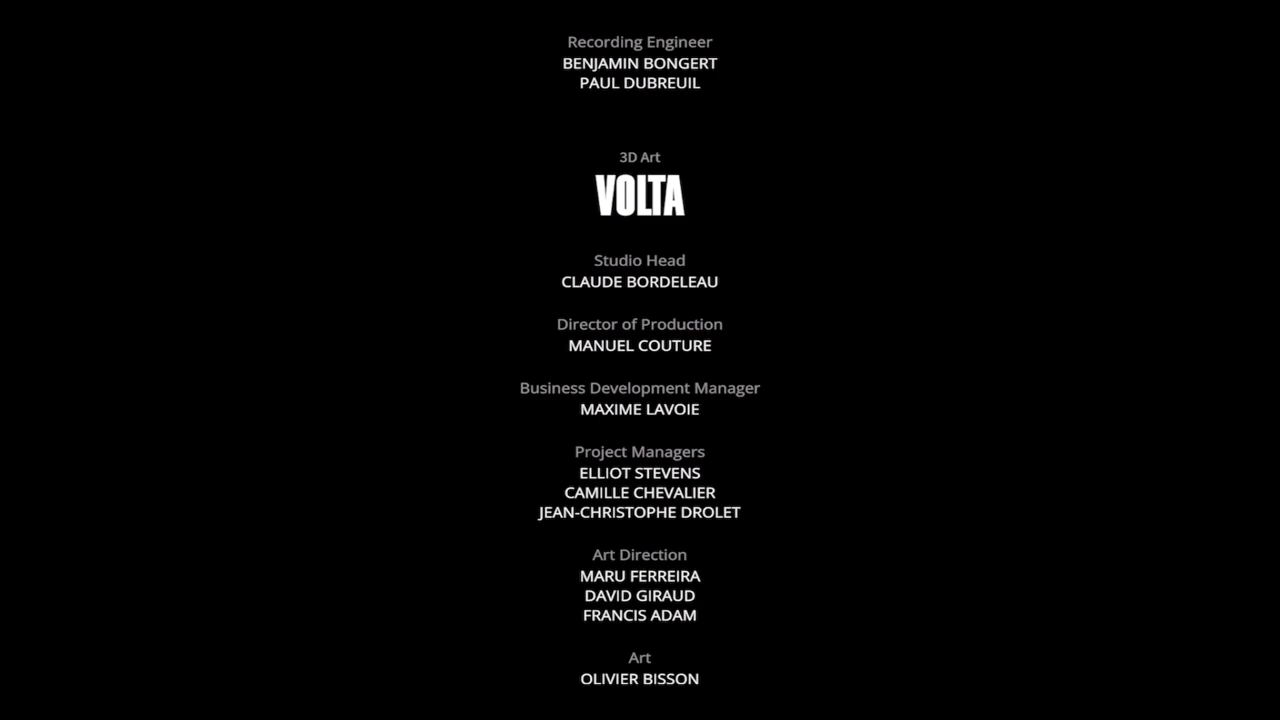 Recording Engineer
BENJAMIN BONGERT
PAUL DUBREUIL
3D Art
VOLTA
Studio Head
CLAUDE BORDELEAU
Director of Production
MANUEL COUTURE
Business Development Manager
MAXIME LAVOIE
Project Managers
ELLIOT STEVENS
CAMILLE CHEVALIER
JEAN-CHRISTOPHE DROLET
Art Direction
MARU FERREIRA
DAVID GIRAUD
FRANCIS ADAM
Art
OLIVIER BISSON